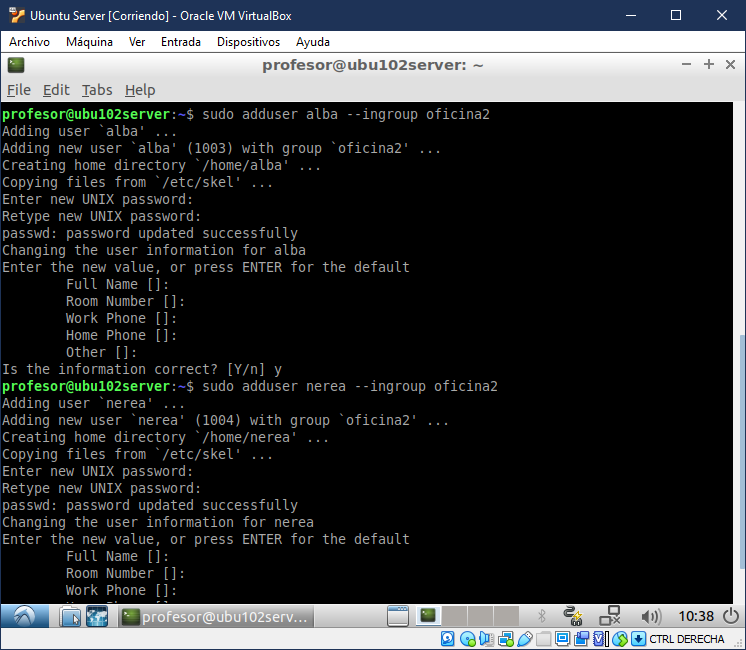 Ubuntu Server [Corriendo] - Oracle VM VirtualBox
Archivo Máquina Ver Entrada Dispositivos Ayuda
profesor@ubu102server: ~
File Edit Tabs Help
profesor@ubu102server:~$ sudo adduser alba --ingroup oficina2
Adding user `alba' ...
Adding new user `alba' (1003) with group `oficina2' ...
Creating home directory `/home/alba' ...
Copying files from `/etc/skel' ...
Enter new UNIX password:
Retype new UNIX password:
passwd: password updated successfully
Changing the user information for alba
Enter the new value, or press ENTER for the default
Full Name []:
Room Number []:
Work Phone []:
Home Phone []:
Other []:
Is the information correct? [Y/n] y
profesor@ubu102server:~$ sudo adduser nerea --ingroup oficina2
Adding user `nerea' ...
Adding new user `nerea' (1004) with group `oficina2' ...
Creating home directory `/home/nerea' ...
Copying files from `/etc/skel' ...
Enter new UNIX password:
Retype new UNIX password:
passwd: password updated successfully
Changing the user information for nerea
Enter the new value, or press ENTER for the default
Full Name []:
Room Number []:
Work Phone []:
profesor@ubu102serv... 10:38
CTRL DERECHA